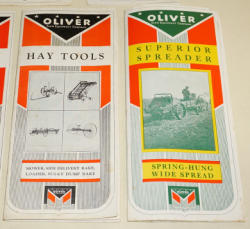 OLIVER
HAY TOOLS
MOWER, SIDE DELIVERY RAKE,
LOADER, SULKY DUMP RAKE
OLIVER
SUPERIOR
SPREADER
SPRING-HUNG
WIDE SPREAD